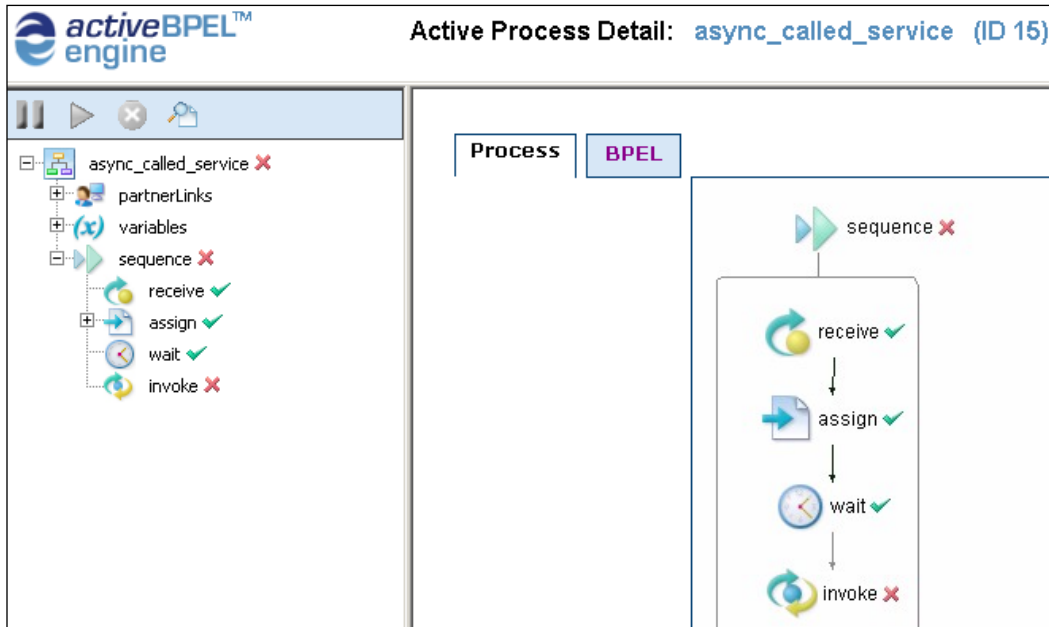 activeBPEL™
engine
Active Process Detail: async_called_service (ID 15)
async_called_service
partnerLinks
(x) variables
sequence
receive
assign
wait
invoke
Process
BPEL
sequence
receive
assign
wait
invoke